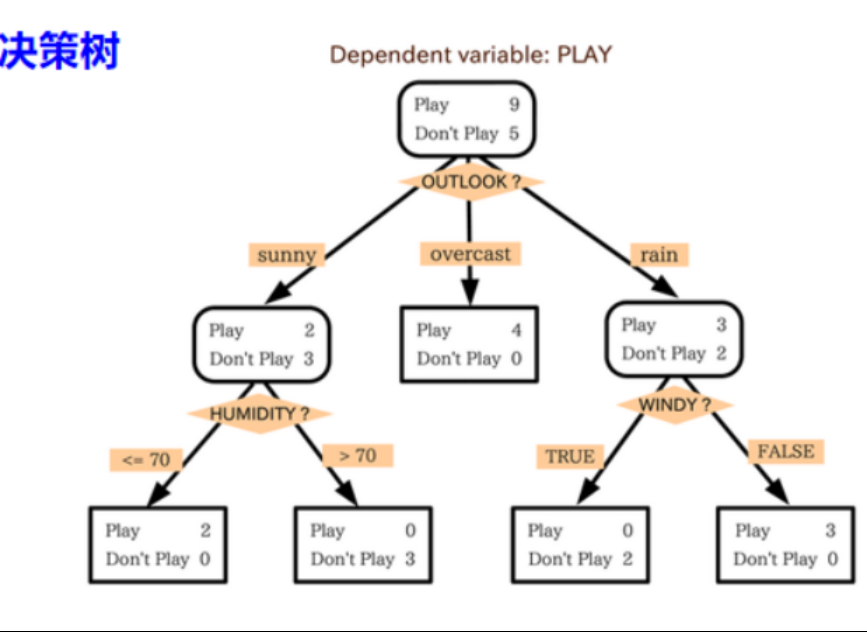 决策树
Dependent variable: PLAY
Play 9
Don't Play 5
OUTLOOK ?
sunny
overcast
rain
Play 2
Don't Play 3
Play 4
Don't Play 0
Play 3
Don't Play 2
HUMIDITY ?
WINDY ?
<= 70
> 70
TRUE
FALSE
Play 2
Don't Play 0
Play 0
Don't Play 3
Play 0
Don't Play 2
Play 3
Don't Play 0